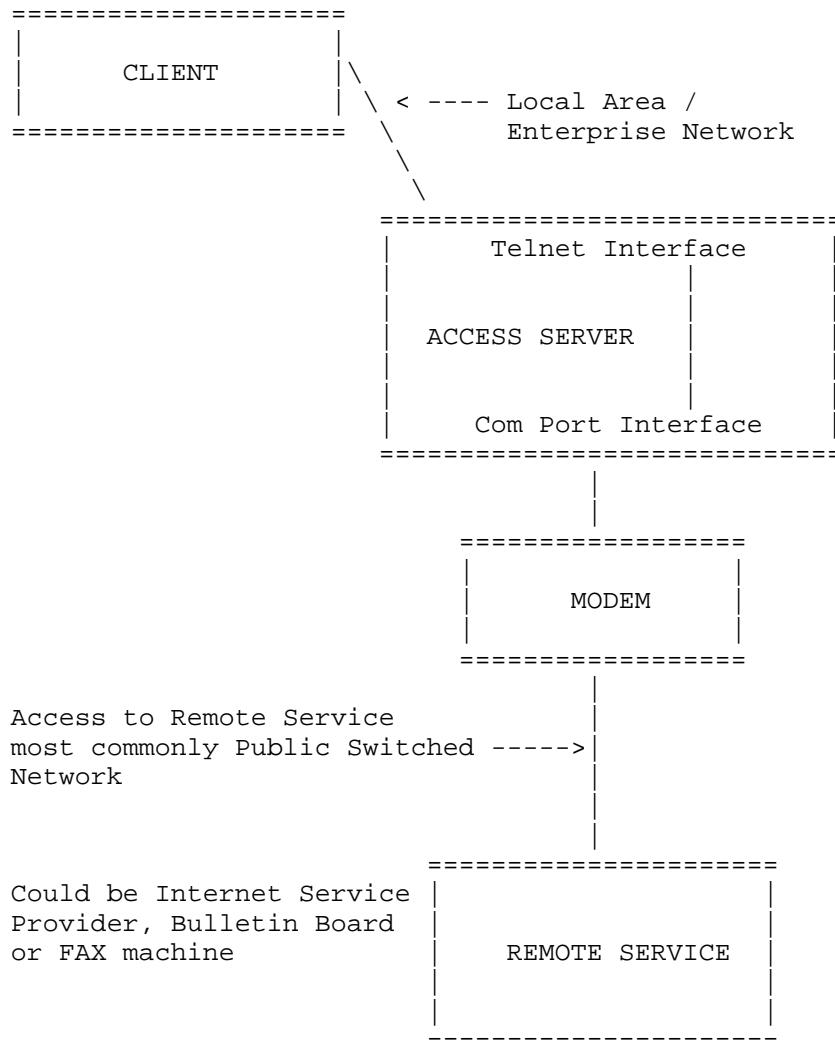 CLIENT
< ---- Local Area /
Enterprise Network
Telnet Interface
ACCESS SERVER
Com Port Interface
MODEM
Access to Remote Service
most commonly Public Switched ----->
Network
Could be Internet Service
Provider, Bulletin Board
or FAX machine
REMOTE SERVICE